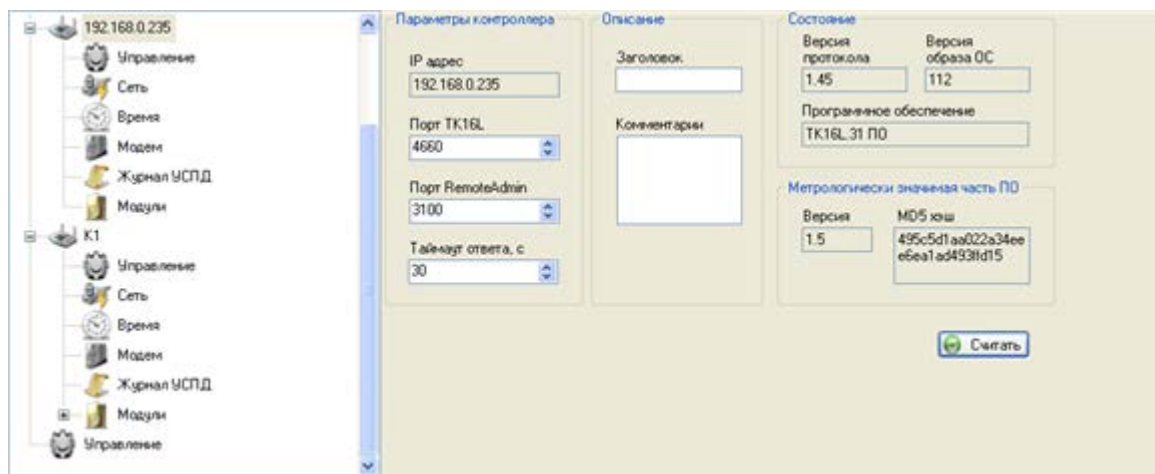 192.168.0.235
Управление
Сеть
Время
Модем
Журнал УСПД
Модули
К1
Управление
Сеть
Время
Модем
Журнал УСПД
Модули
Управление
Параметры контроллера
IP адрес
192.168.0.235
Порт TK16L
4660
Порт RemoteAdmin
3100
Таймаут ответа, с
30
Описание
Заголовок
Комментарии
Состояние
Версия протокола
1.45
Версия образа ОС
112
Программное обеспечение
TK16L.31 ПО
Метрологически значимая часть ПО
Версия
1.5
MD5 хэш
495c5d1aa022a34ee
e6ea1ad493ffd15
Считать